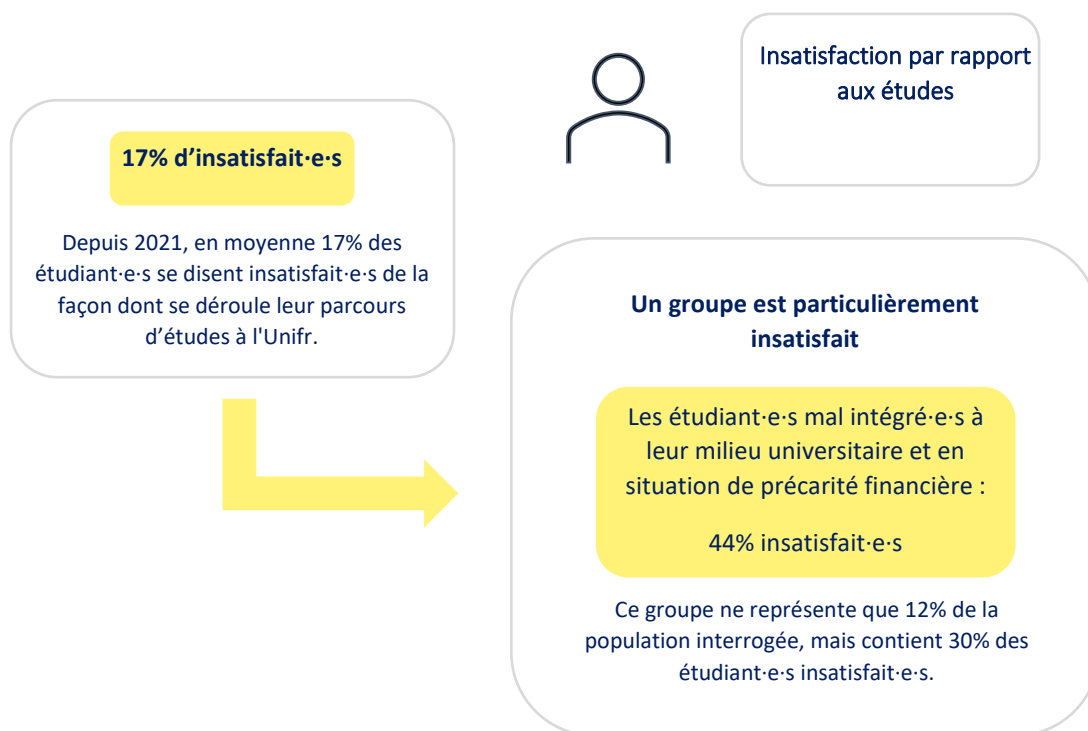 Insatisfaction par rapport
aux études
17% d’insatisfait·e·s
Depuis 2021, en moyenne 17% des
étudiant·e·s se disent insatisfait·e·s de la
façon dont se déroule leur parcours
d’études à l'Unifr.
Un groupe est particulièrement
insatisfait
Les étudiant·e·s mal intégré·e·s à
leur milieu universitaire et en
situation de précarité financière :
44% insatisfait·e·s
Ce groupe ne représente que 12% de la
population interrogée, mais contient 30% des
étudiant·e·s insatisfait·e·s.